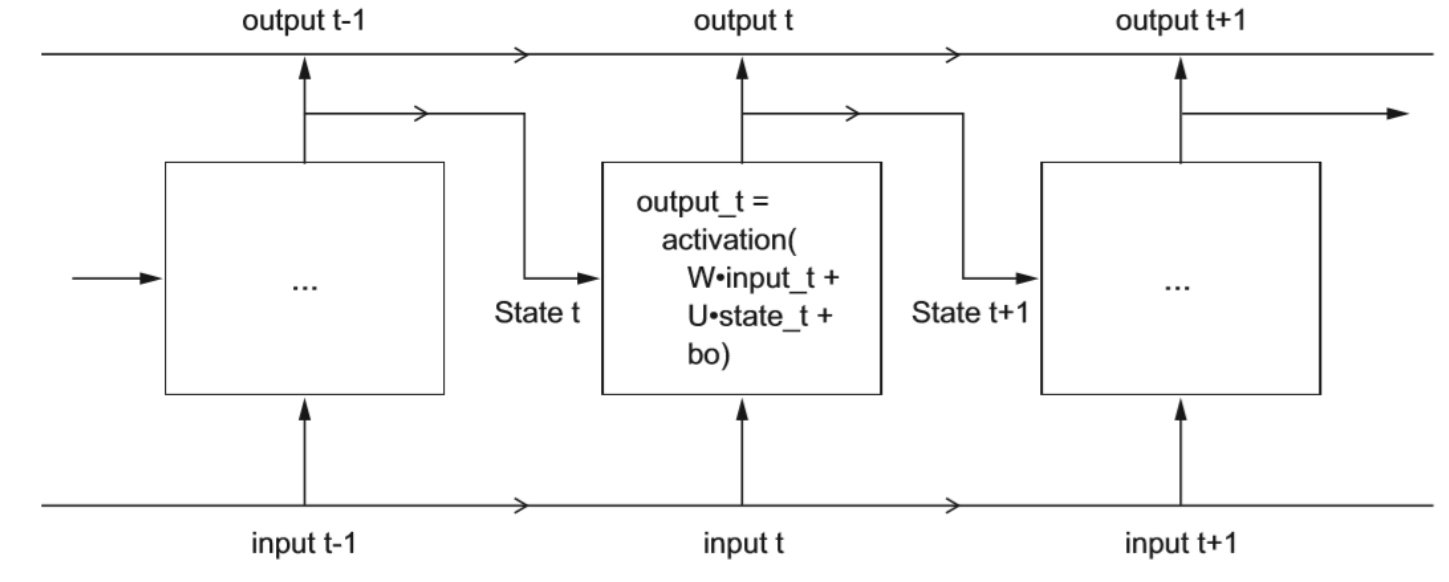 output t-1
output t
output t+1
output_t =
activation(
W•input_t +
U•state_t +
bo)
...
...
State t
State t+1
input t-1
input t
input t+1